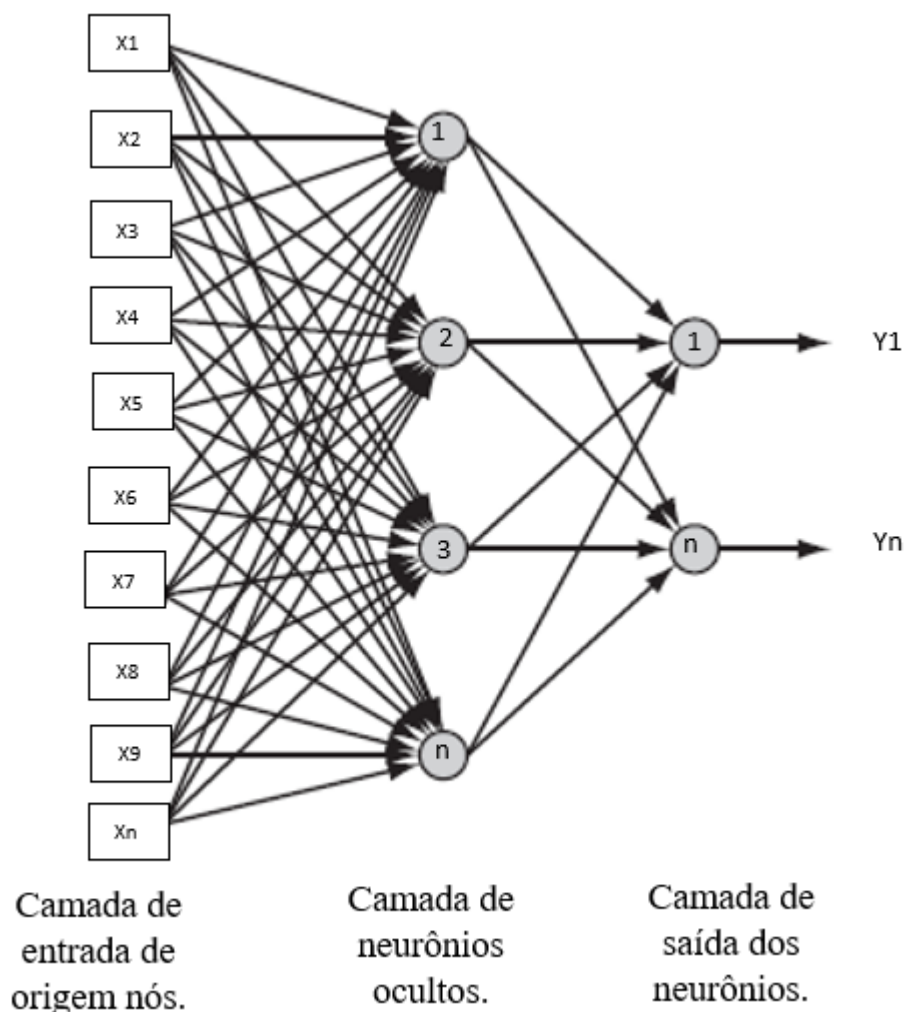 X1
X2
X3
X4
X5
X6
X7
X8
X9
Xn
1
2
3
n
1
n
Y1
Yn
Camada de
entrada de
origem nós.
Camada de
neurônios
ocultos.
Camada de
saída dos
neurônios.